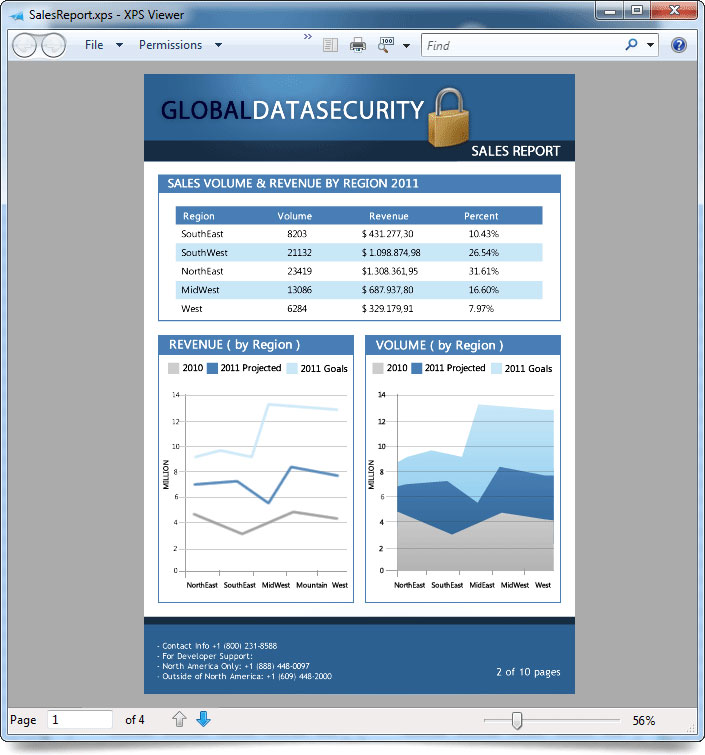 SalesReport.xps - XPS Viewer
File Permissions » 100 Find ?
GLOBALDATASECURITY
SALES REPORT
SALES VOLUME & REVENUE BY REGION 2011
Region Volume Revenue Percent
SouthEast 8203 $ 431.277,30 10.43%
SouthWest 21132 $ 1.098.874,98 26.54%
NorthEast 23419 $1.308.361,95 31.61%
MidWest 13086 $ 687.937,80 16.60%
West 6284 $ 329.179,91 7.97%
REVENUE ( by Region )
2010 2011 Projected 2011 Goals
14
12
10
8
6
4
2
0
MILLION
NorthEast SouthEast MidWest Mountain West
VOLUME ( by Region )
2010 2011 Projected 2011 Goals
14
12
10
8
6
4
2
0
MILLION
NorthEast SouthEast MidEast MidWest West
- Contact Info +1 (800) 231-8588
- For Developer Support:
- North America Only: +1 (888) 448-0097
- Outside of North America: +1 (609) 448-2000
2 of 10 pages
Page 1 of 4 56%